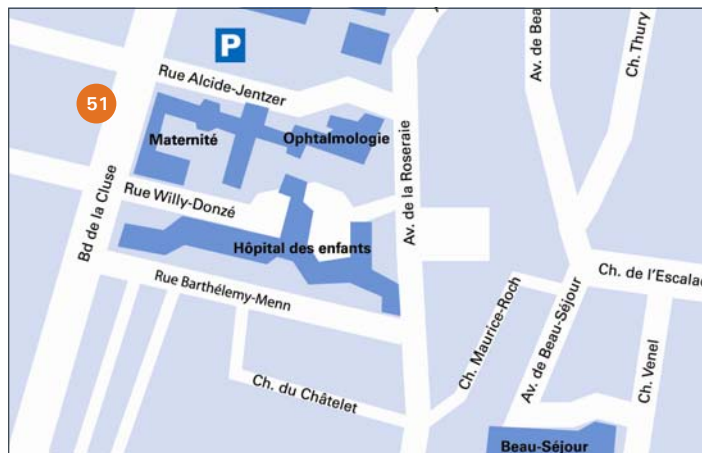 P
Rue Alcide-Jentzer
51
Maternité
Ophtalmologie
Av. de Beau
Ch. Thury
Rue Willy-Donzé
Av. de la Roseraie
Bd de la Cluse
Hôpital des enfants
Rue Barthélemy-Menn
Ch. de l'Escalad
Ch. Maurice-Roch
Av. de Beau-Séjour
Ch. Venel
Ch. du Châtelet
Beau-Séjour